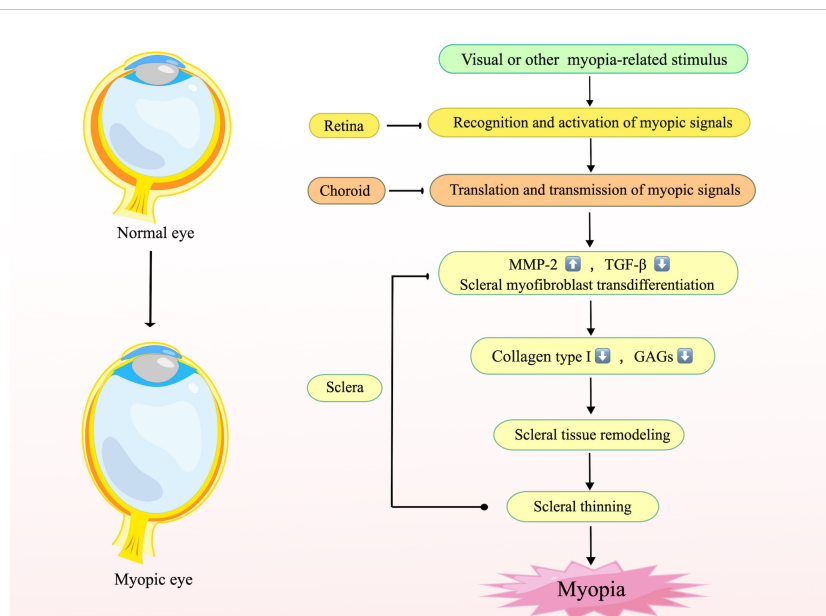 Visual or other myopia-related stimulus
Retina
Recognition and activation of myopic signals
Choroid
Translation and transmission of myopic signals
Normal eye
MMP-2 ⬆ , TGF-β ⬇
Scleral myofibroblast transdifferentiation
Collagen type I ⬇ , GAGs ⬇
Sclera
Scleral tissue remodeling
Scleral thinning
Myopic eye
Myopia